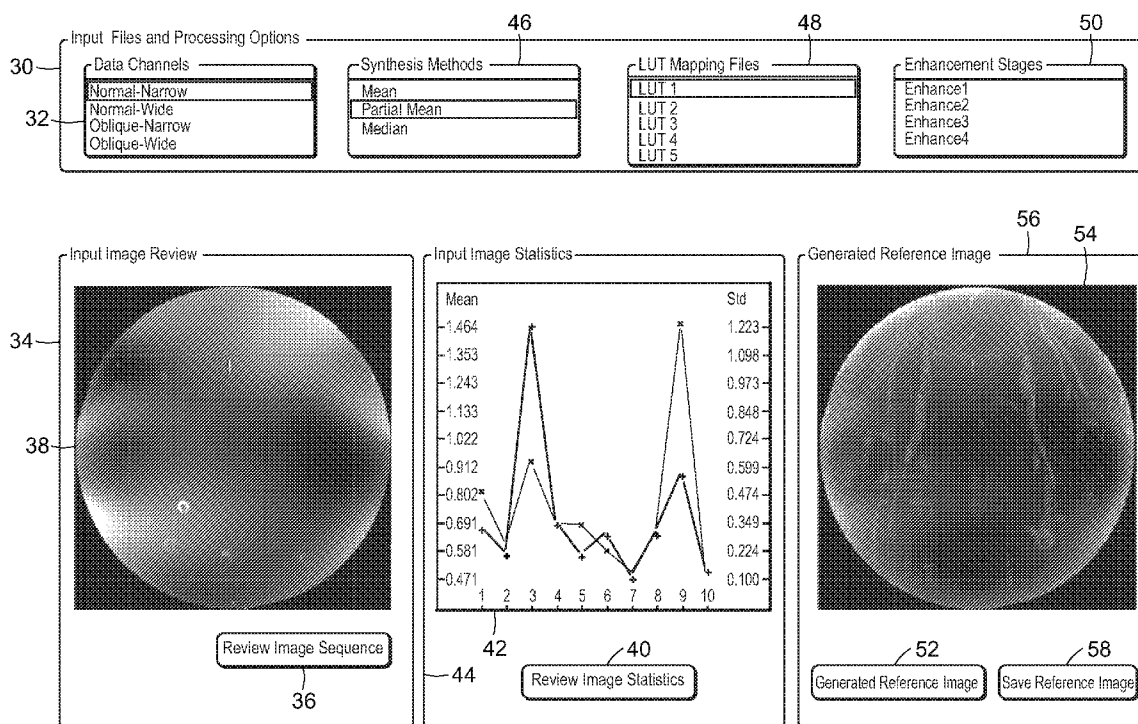 46 48 50
Input Files and Processing Options
30
Data Channels Synthesis Methods LUT Mapping Files Enhancement Stages
Normal-Narrow Mean LUT 1 Enhance1
Normal-Wide Partial Mean LUT 2 Enhance2
32 Oblique-Narrow Median LUT 3 Enhance3
Oblique-Wide LUT 4 Enhance4
LUT 5
56 54
Input Image Review Input Image Statistics Generated Reference Image
34
38
Mean Std
1.464 1.223
1.353 1.098
1.243 0.973
1.133 0.848
1.022 0.724
0.912 0.599
0.802 0.474
0.691 0.349
0.581 0.224
0.471 0.100
1 2 3 4 5 6 7 8 9 10
42 40 52 58
Review Image Sequence
36
44
Review Image Statistics
Generated Reference Image Save Reference Image